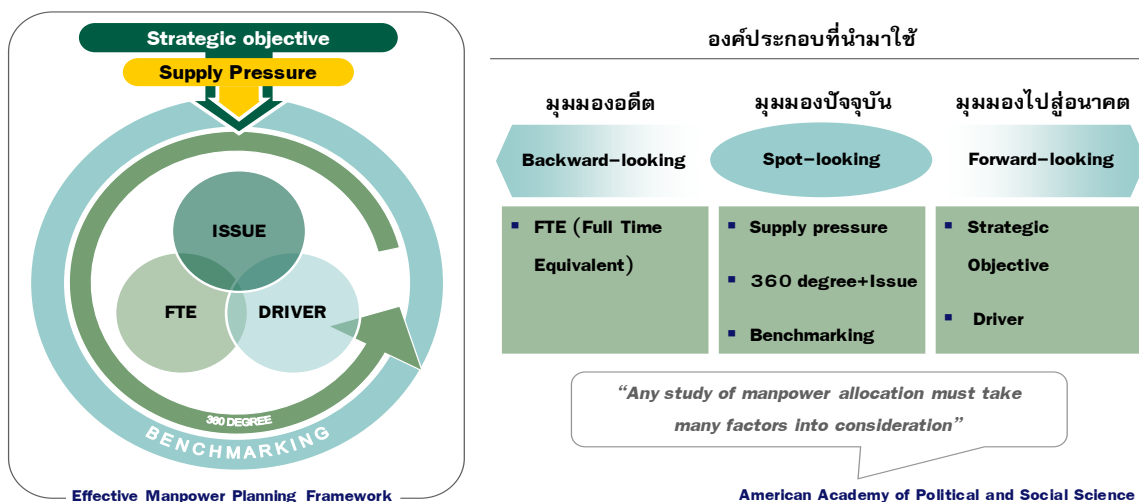 Strategic objective
Supply Pressure
ISSUE
FTE
DRIVER
360 DEGREE
BENCHMARKING
Effective Manpower Planning Framework
องค์ประกอบที่นำมาใช้
มุมมองอดีต
มุมมองปัจจุบัน
มุมมองไปสู่อนาคต
Backward-looking
Spot-looking
Forward-looking
FTE (Full Time
Equivalent)
Supply pressure
360 degree+Issue
Benchmarking
Strategic
Objective
Driver
“Any study of manpower allocation must take
many factors into consideration”
American Academy of Political and Social Science